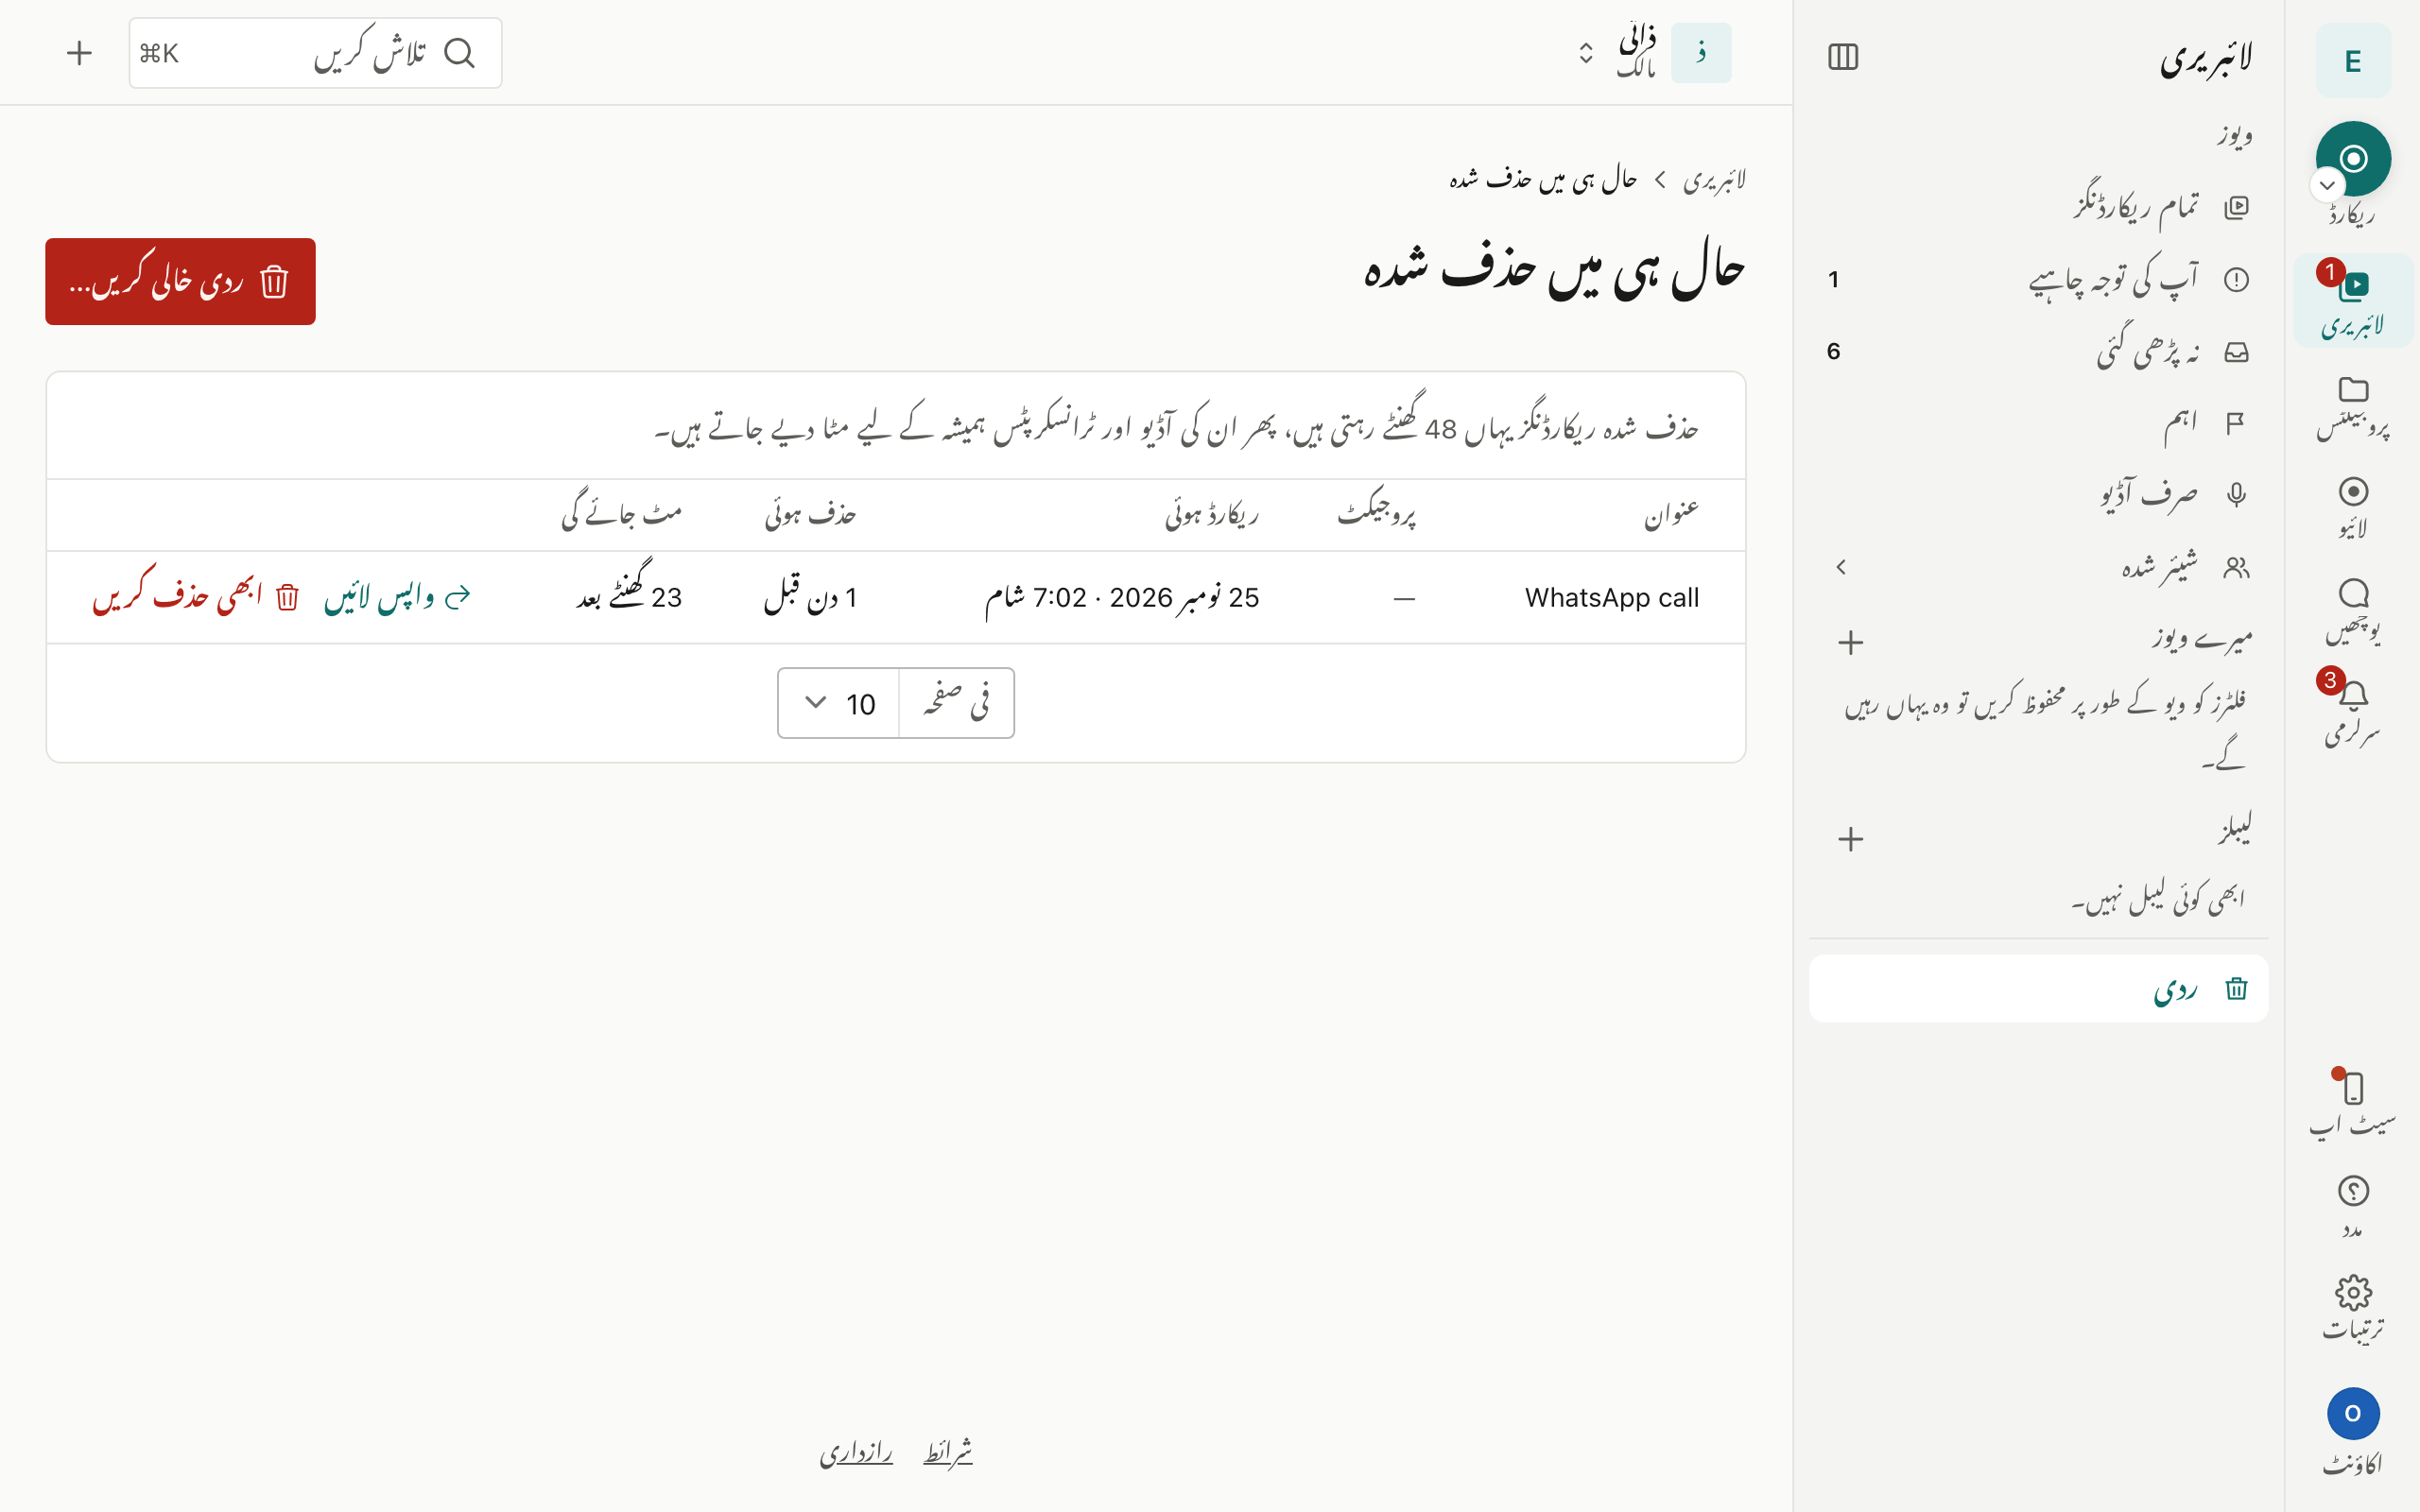 E
ریکارڈ
1
لائبریری
پروجیکٹس
لائیو
پوچھیں
3
سرگرمی
سیٹ اپ
مدد
ترتیبات
O
اکاؤنٹ
لائبریری
ویوز
تمام ریکارڈنگز
آپ کی توجہ چاہیے 1
نہ پڑھی گئی 6
اہم
صرف آڈیو
شیئر شدہ
میرے ویوز
فلٹرز کو ویو کے طور پر محفوظ کریں تو وہ یہاں رہیں
گے۔
لیبلز
ابھی کوئی لیبل نہیں۔
ردی
ذ
ذاتی
مالک
تلاش کریں ⌘K
لائبریری › حال ہی میں حذف شدہ
حال ہی میں حذف شدہ
ردی خالی کریں...
حذف شدہ ریکارڈنگز یہاں 48 گھنٹے رہتی ہیں، پھر ان کی آڈیو اور ٹرانسکرپٹس ہمیشہ کے لیے مٹا دیے جاتے ہیں۔
عنوان پروجیکٹ ریکارڈ ہوئی حذف ہوئی مٹ جائے گی
WhatsApp call — 25 نومبر 2026 · 7:02 شام 1 دن قبل 23 گھنٹے بعد واپس لائیں ابھی حذف کریں
فی صفحہ 10
شرائط رازداری